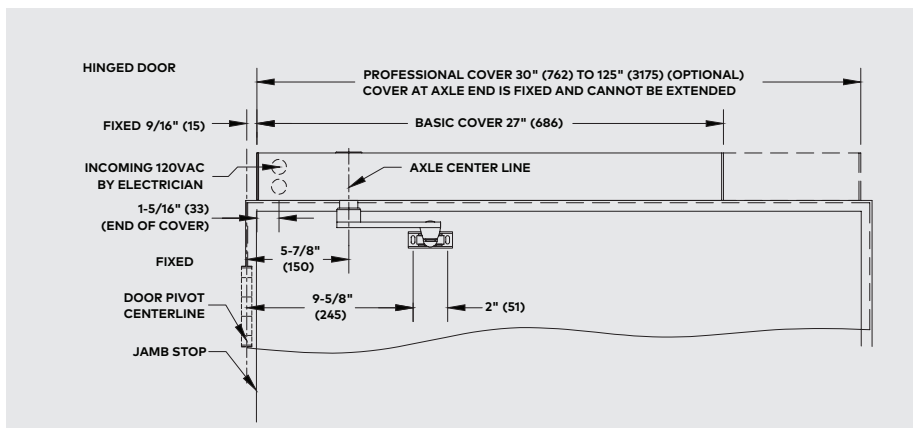 HINGED DOOR
PROFESSIONAL COVER 30" (762) TO 125" (3175) (OPTIONAL)
COVER AT AXLE END IS FIXED AND CANNOT BE EXTENDED
FIXED 9/16" (15)
BASIC COVER 27" (686)
INCOMING 120VAC
BY ELECTRICIAN
AXLE CENTER LINE
1-5/16" (33)
(END OF COVER)
5-7/8"
(150)
FIXED
DOOR PIVOT
CENTERLINE
9-5/8"
(245)
2" (51)
JAMB STOP